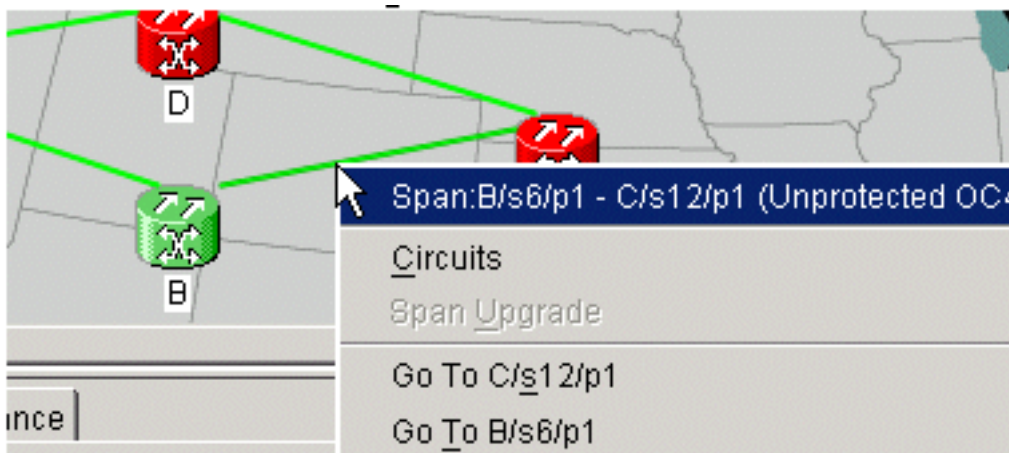 D
Span:B/s6/p1 - C/s12/p1 (Unprotected OC
B
Circuits
Span Upgrade
Go To C/s12/p1
ance
Go To B/s6/p1